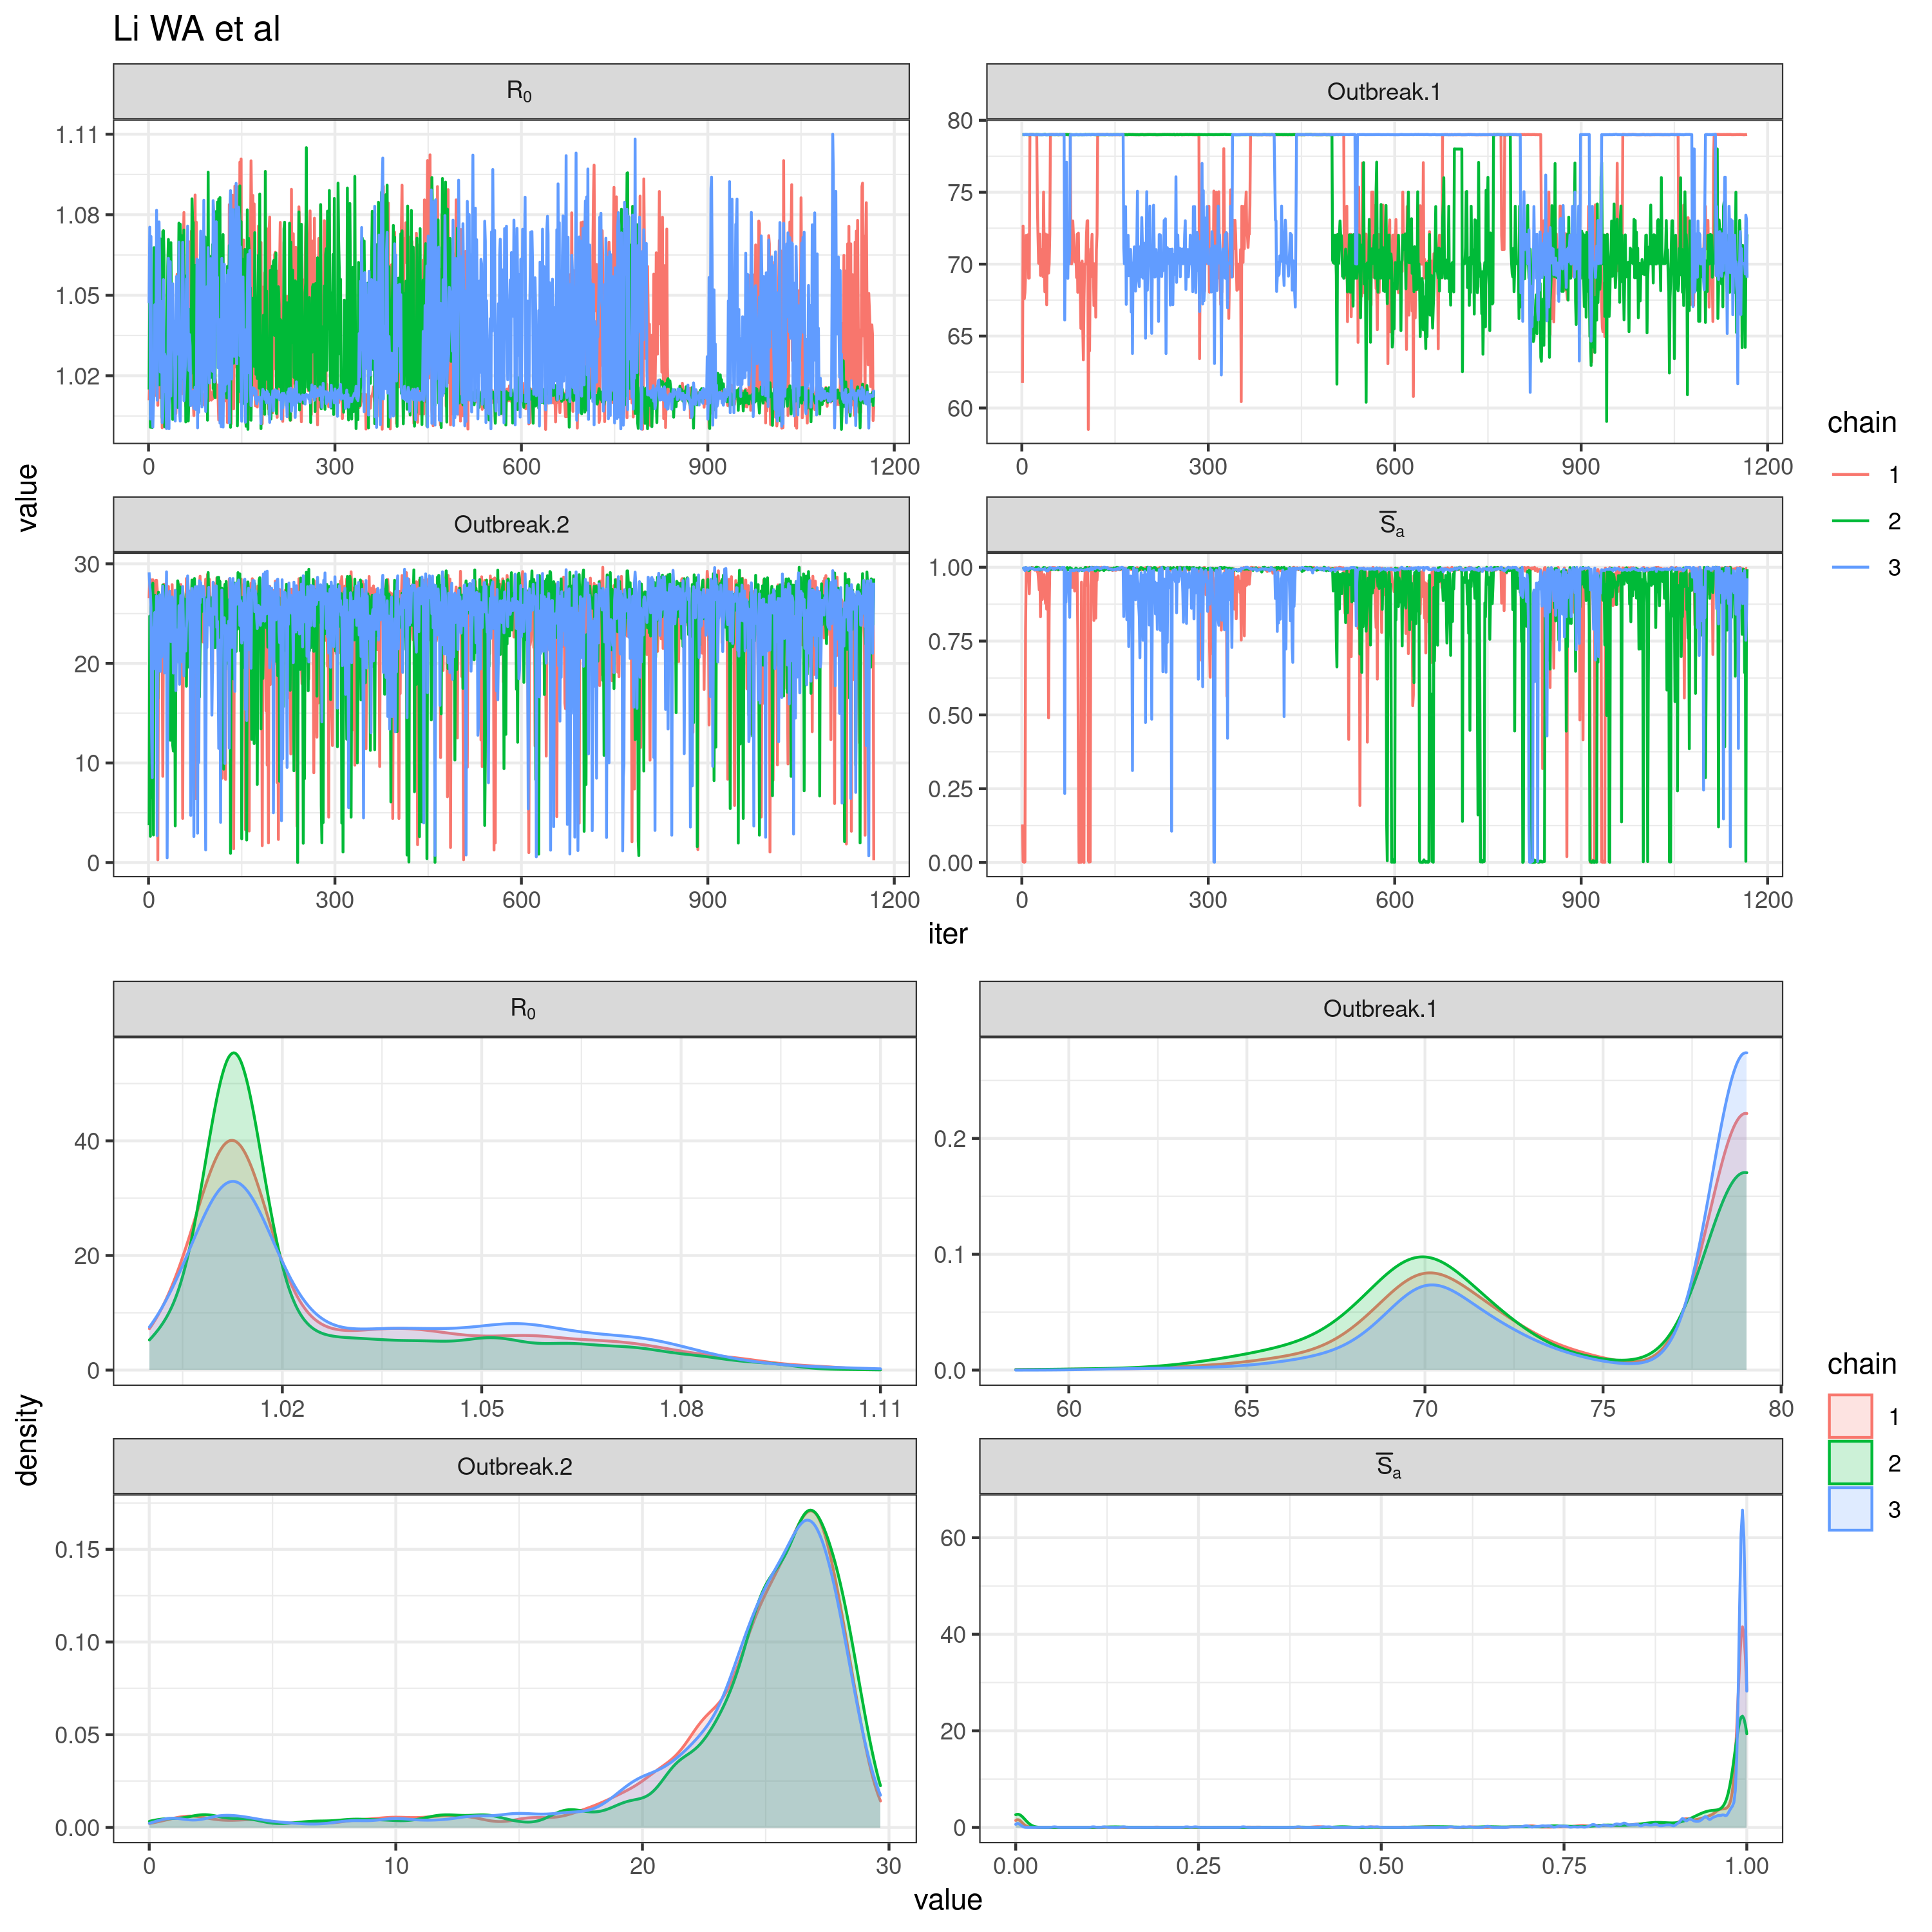 Li WA et al
R0
Outbreak.1
1.11
1.08
1.05
1.02
80
75
70
65
60
0 300 600 900 1200
0 300 600 900 1200
value
Outbreak.2
S̅a
30
20
10
0
1.00
0.75
0.50
0.25
0.00
0 300 600 900 1200
0 300 600 900 1200
iter
chain
1
2
3
R0
Outbreak.1
40
20
0
0.2
0.1
0.0
1.02 1.05 1.08 1.11
60 65 70 75 80
density
Outbreak.2
S̅a
0.15
0.10
0.05
0.00
60
40
20
0
0 10 20 30
0.00 0.25 0.50 0.75 1.00
value
chain
1
2
3